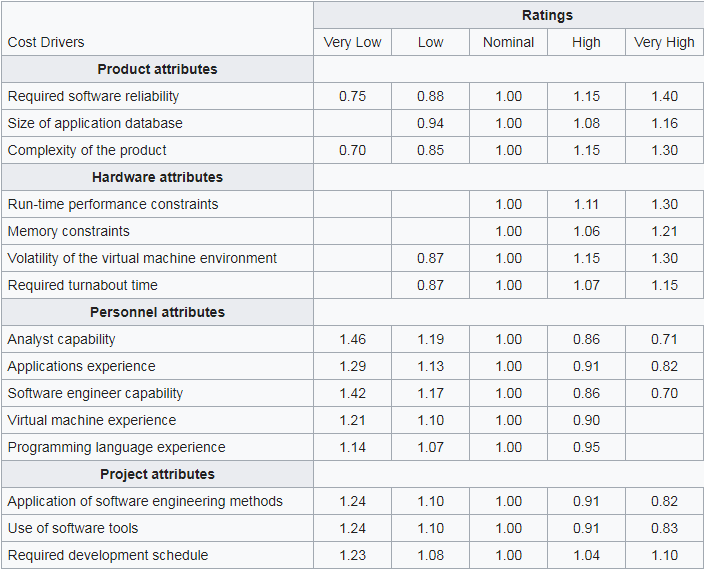 Ratings
Cost Drivers Very Low Low Nominal High Very High
Product attributes
Required software reliability 0.75 0.88 1.00 1.15 1.40
Size of application database 0.94 1.00 1.08 1.16
Complexity of the product 0.70 0.85 1.00 1.15 1.30
Hardware attributes
Run-time performance constraints 1.00 1.11 1.30
Memory constraints 1.00 1.06 1.21
Volatility of the virtual machine environment 0.87 1.00 1.15 1.30
Required turnabout time 0.87 1.00 1.07 1.15
Personnel attributes
Analyst capability 1.46 1.19 1.00 0.86 0.71
Applications experience 1.29 1.13 1.00 0.91 0.82
Software engineer capability 1.42 1.17 1.00 0.86 0.70
Virtual machine experience 1.21 1.10 1.00 0.90
Programming language experience 1.14 1.07 1.00 0.95
Project attributes
Application of software engineering methods 1.24 1.10 1.00 0.91 0.82
Use of software tools 1.24 1.10 1.00 0.91 0.83
Required development schedule 1.23 1.08 1.00 1.04 1.10